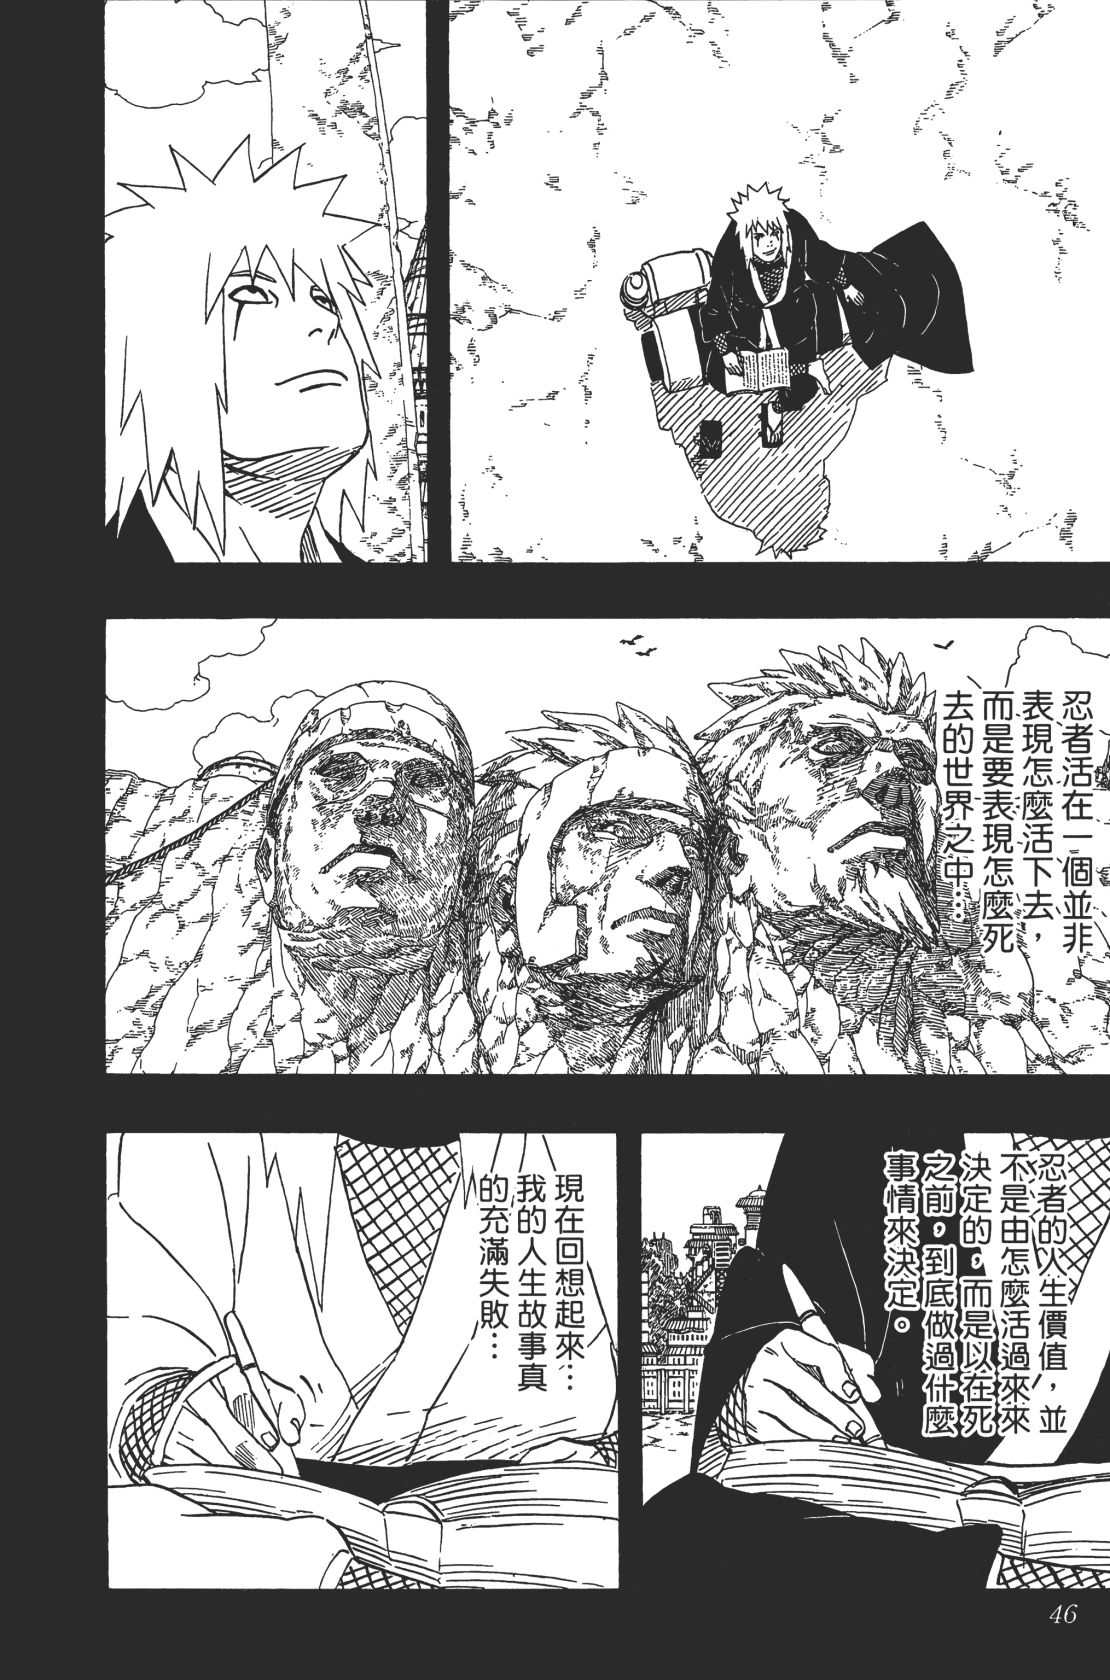 忍者活在一個並非
表現怎麼活下去，
而是要表現怎麼死
去的世界之中…
忍者的人生價值，並
不是由怎麼活過來來
決定的，而是以在死
之前，到底做過什麼
事情來決定。
現在回想起來…
我的人生故事真
的充滿失敗…
46